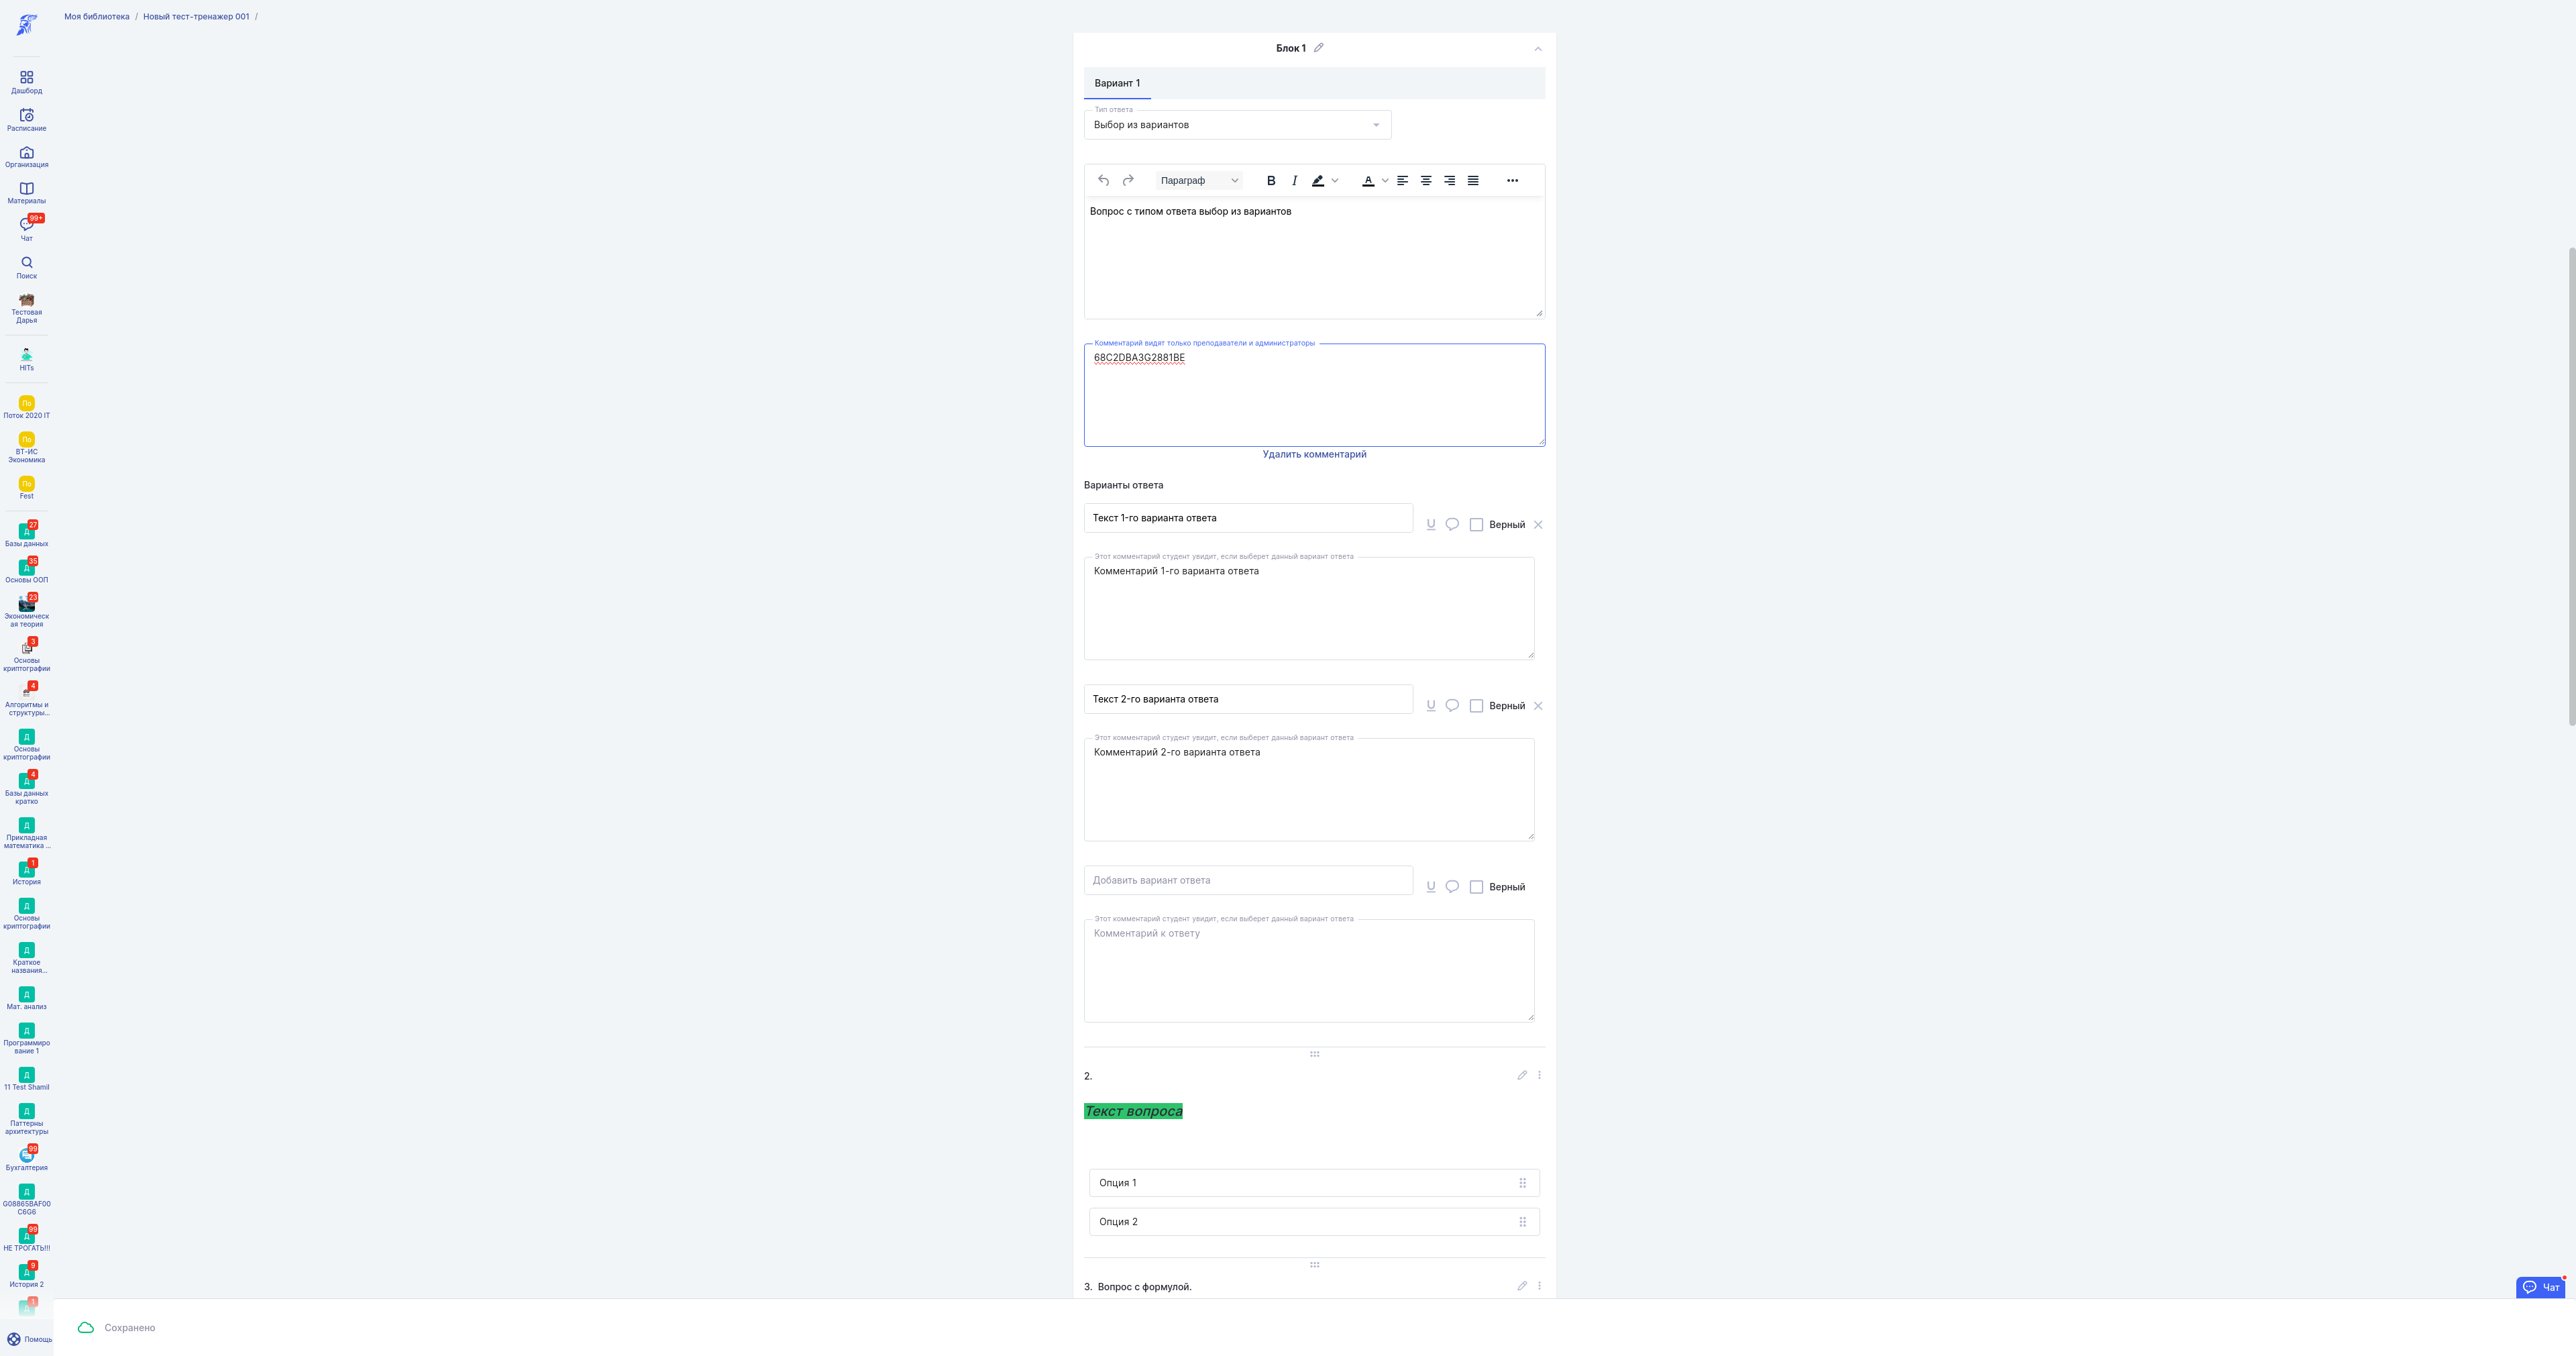 Моя библиотека / Новый тест-тренажер 001 /
Дашборд
Расписание
Организация
Материалы
99+
Чат
Поиск
Тестовая
Дарья
HITs
По
Поток 2020 IT
По
ВТ-ИС
Экономика
По
Fest
27
Д
Базы данных
35
Д
Основы ООП
23
Экономическ
ая теория
3
Основы
криптографии
4
Алгоритмы и
структуры...
Д
Основы
криптографии
4
Д
Базы данных
кратко
Д
Прикладная
математика ...
1
Д
История
Д
Основы
криптографии
Д
Краткое
названия...
Д
Мат. анализ
Д
Программиро
вание 1
Д
11 Test Shamil
Д
Паттерны
архитектуры
99
Бухгалтерия
Д
G08865BAF00
C6G6
99
Д
НЕ ТРОГАТЬ!!!
9
Д
История 2
1
Д
Помощь
Блок 1
Вариант 1
Тип ответа
Выбор из вариантов
Параграф B I A
Вопрос с типом ответа выбор из вариантов
Комментарий видят только преподаватели и администраторы
68C2DBA3G2881BE
Удалить комментарий
Варианты ответа
Текст 1-го варианта ответа U Верный
Этот комментарий студент увидит, если выберет данный вариант ответа
Комментарий 1-го варианта ответа
Текст 2-го варианта ответа U Верный
Этот комментарий студент увидит, если выберет данный вариант ответа
Комментарий 2-го варианта ответа
Добавить вариант ответа U Верный
Этот комментарий студент увидит, если выберет данный вариант ответа
Комментарий к ответу
2.
Текст вопроса
Опция 1
Опция 2
3. Вопрос с формулой.
Чат
Сохранено